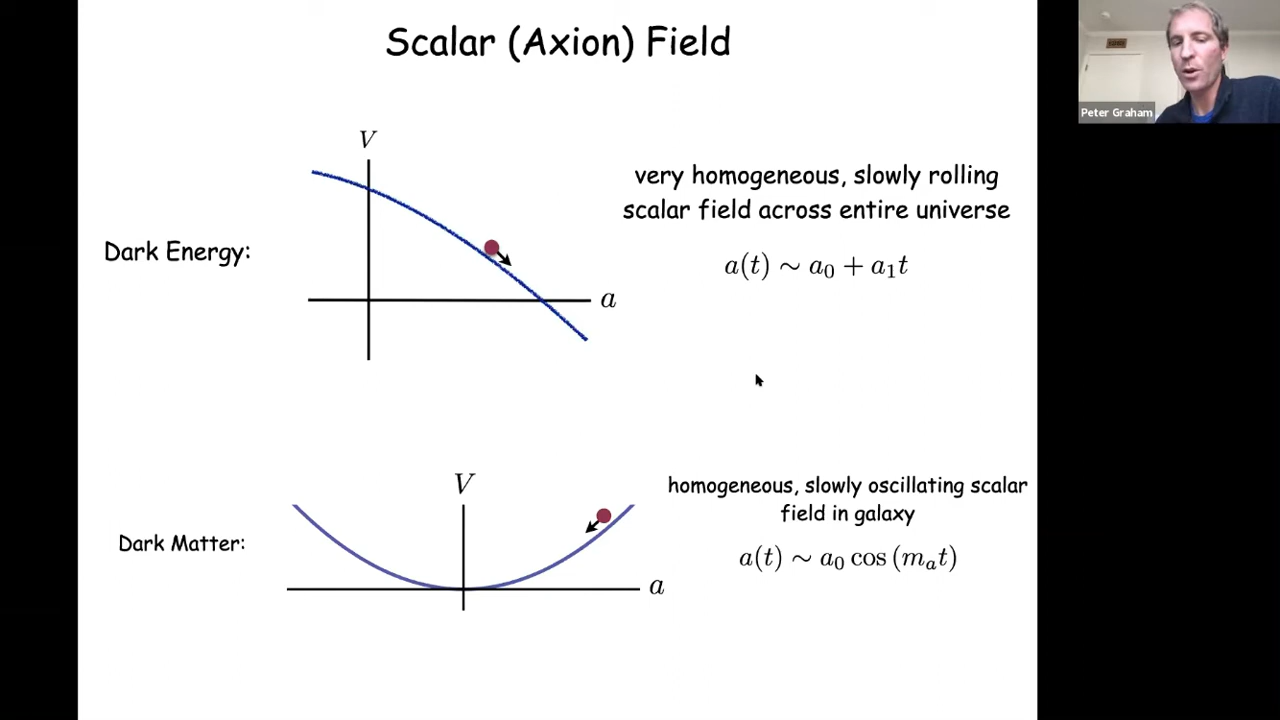 Scalar (Axion) Field
V
Dark Energy:
a
very homogeneous, slowly rolling
scalar field across entire universe
a(t) ∼ a₀ + a₁t
V
Dark Matter:
a
homogeneous, slowly oscillating scalar
field in galaxy
a(t) ∼ a₀ cos (mₐt)
Peter Graham